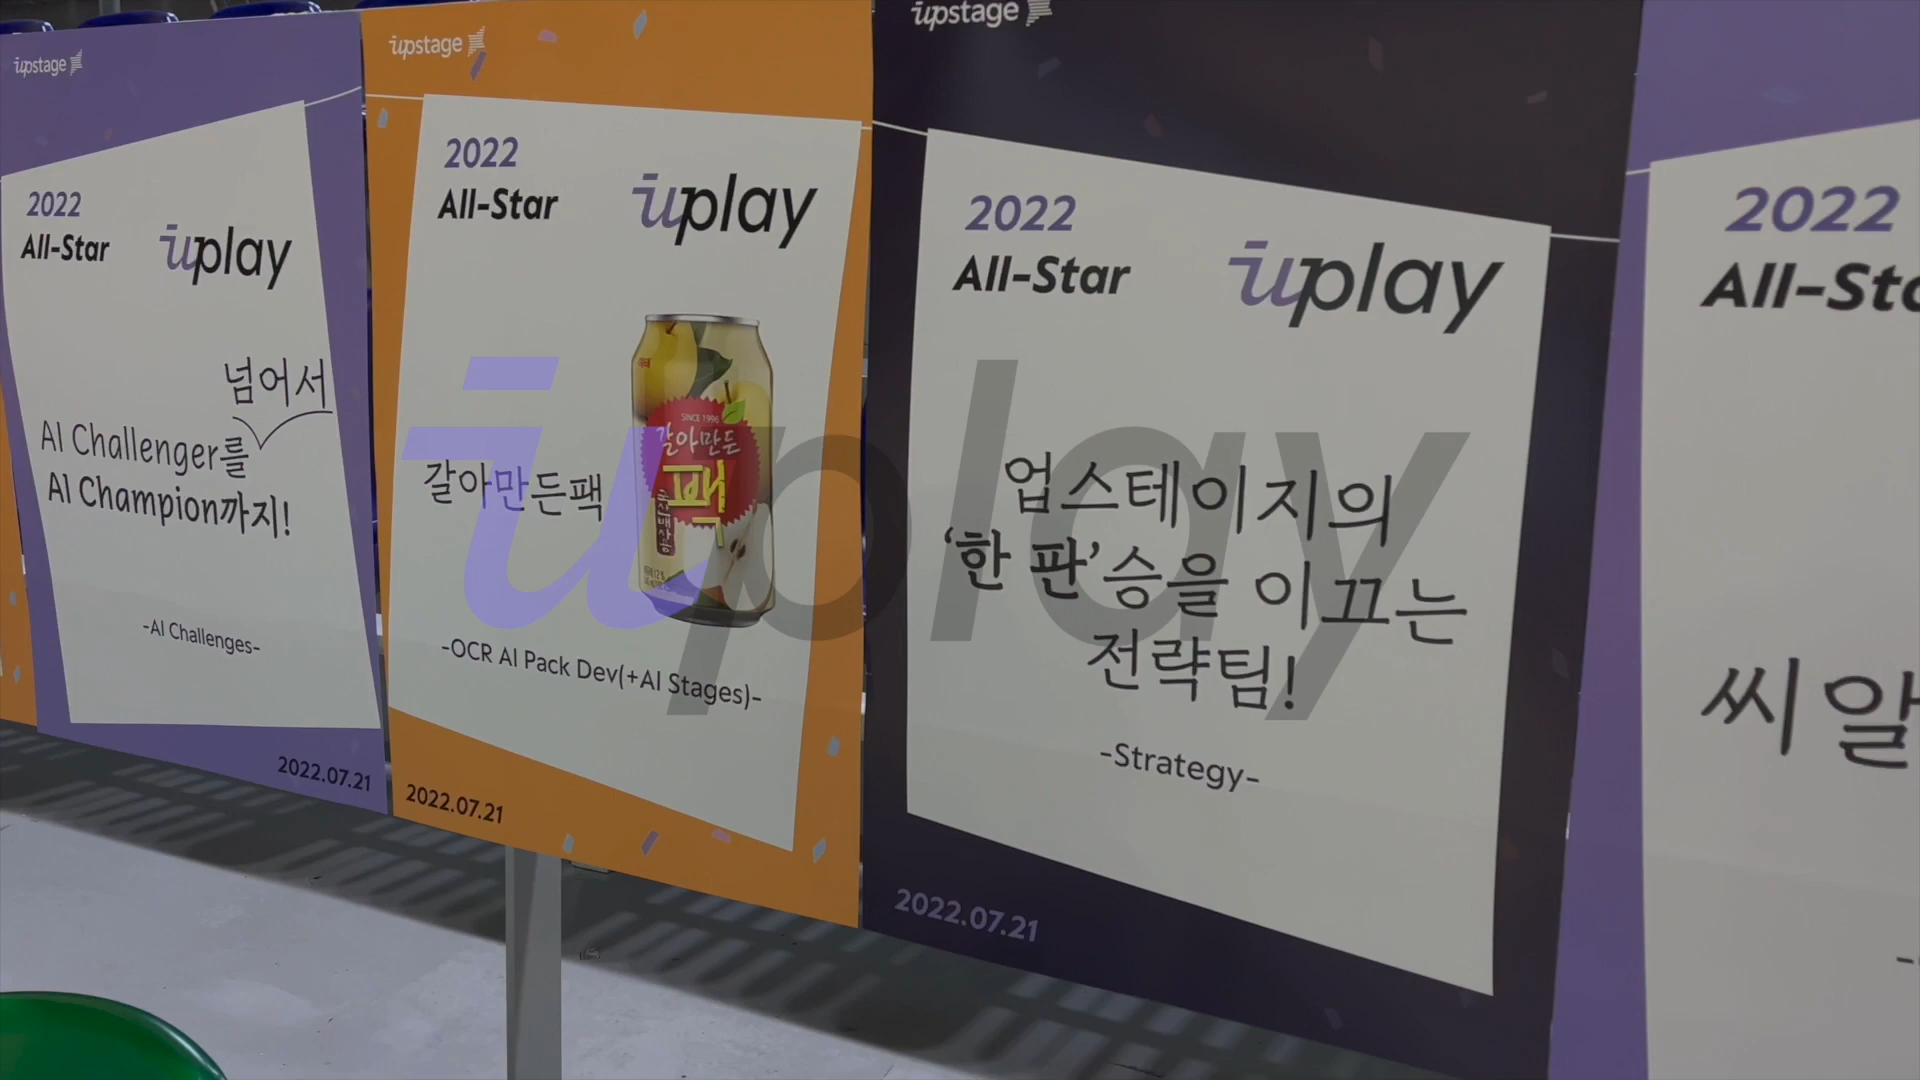 upstage
2022
All-Star
uplay
넘어서
AI Challenger를
AI Champion까지!
-AI Challenges-
2022.07.21
upstage
2022
All-Star
uplay
SINCE 1996
갈아만든
팩
갈아만든팩
-OCR AI Pack Dev(+AI Stages)-
2022.07.21
upstage
2022
All-Star
uplay
업스테이지의
‘한 판’승을 이끄는
전략팀!
-Strategy-
2022.07.21
2022
All-Sta
씨알
uplay